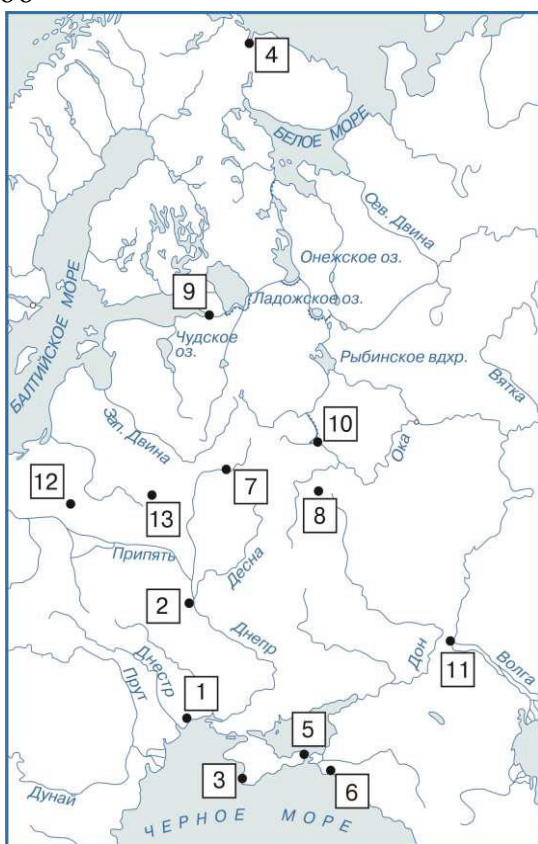 4
БЕЛОЕ МОРЕ
Сев. Двина
Онежское оз.
9
Ладожское оз.
БАЛТИЙСКОЕ МОРЕ
Чудское
оз.
Рыбинское вдхр.
Вятка
Зап. Двина
10
Ока
12
7
13
8
Припять
Десна
2
Днепр
Дон
Волга
11
Днестр
Прут
1
5
3
6
Дунай
ЧЕРНОЕ МОРЕ